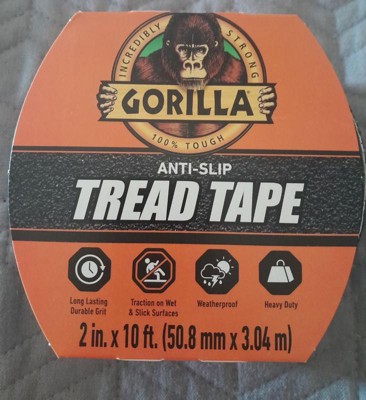 INCREDIBLY STRONG
GORILLA
100% TOUGH
ANTI-SLIP
TREAD TAPE
Long Lasting
Durable Grit
Traction on Wet
& Slick Surfaces
Weatherproof
Heavy Duty
2 in. x 10 ft. (50.8 mm x 3.04 m)